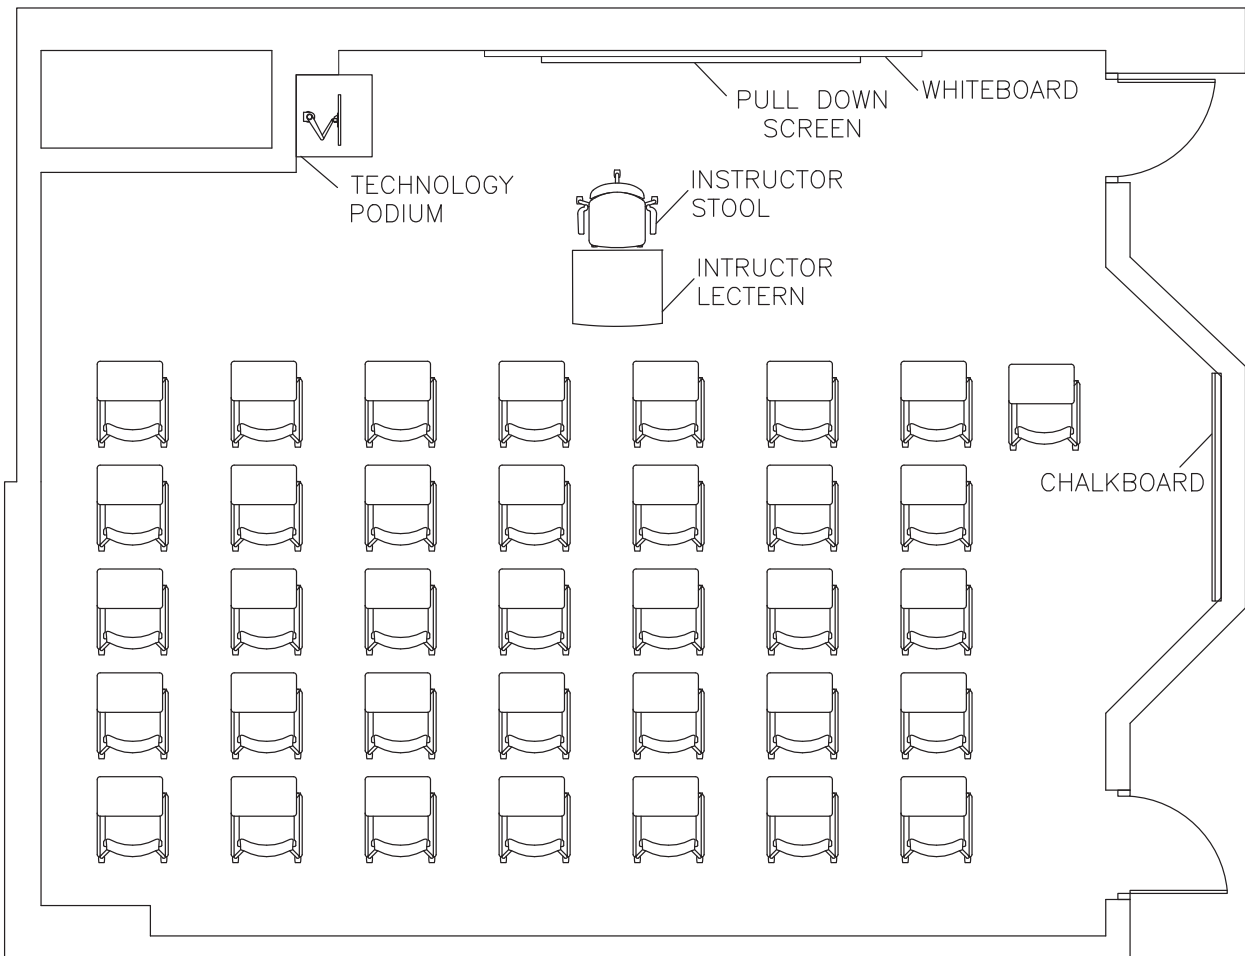 WHITEBOARD
PULL DOWN
SCREEN
TECHNOLOGY
PODIUM
INSTRUCTOR
STOOL
INTRUCTOR
LECTERN
CHALKBOARD